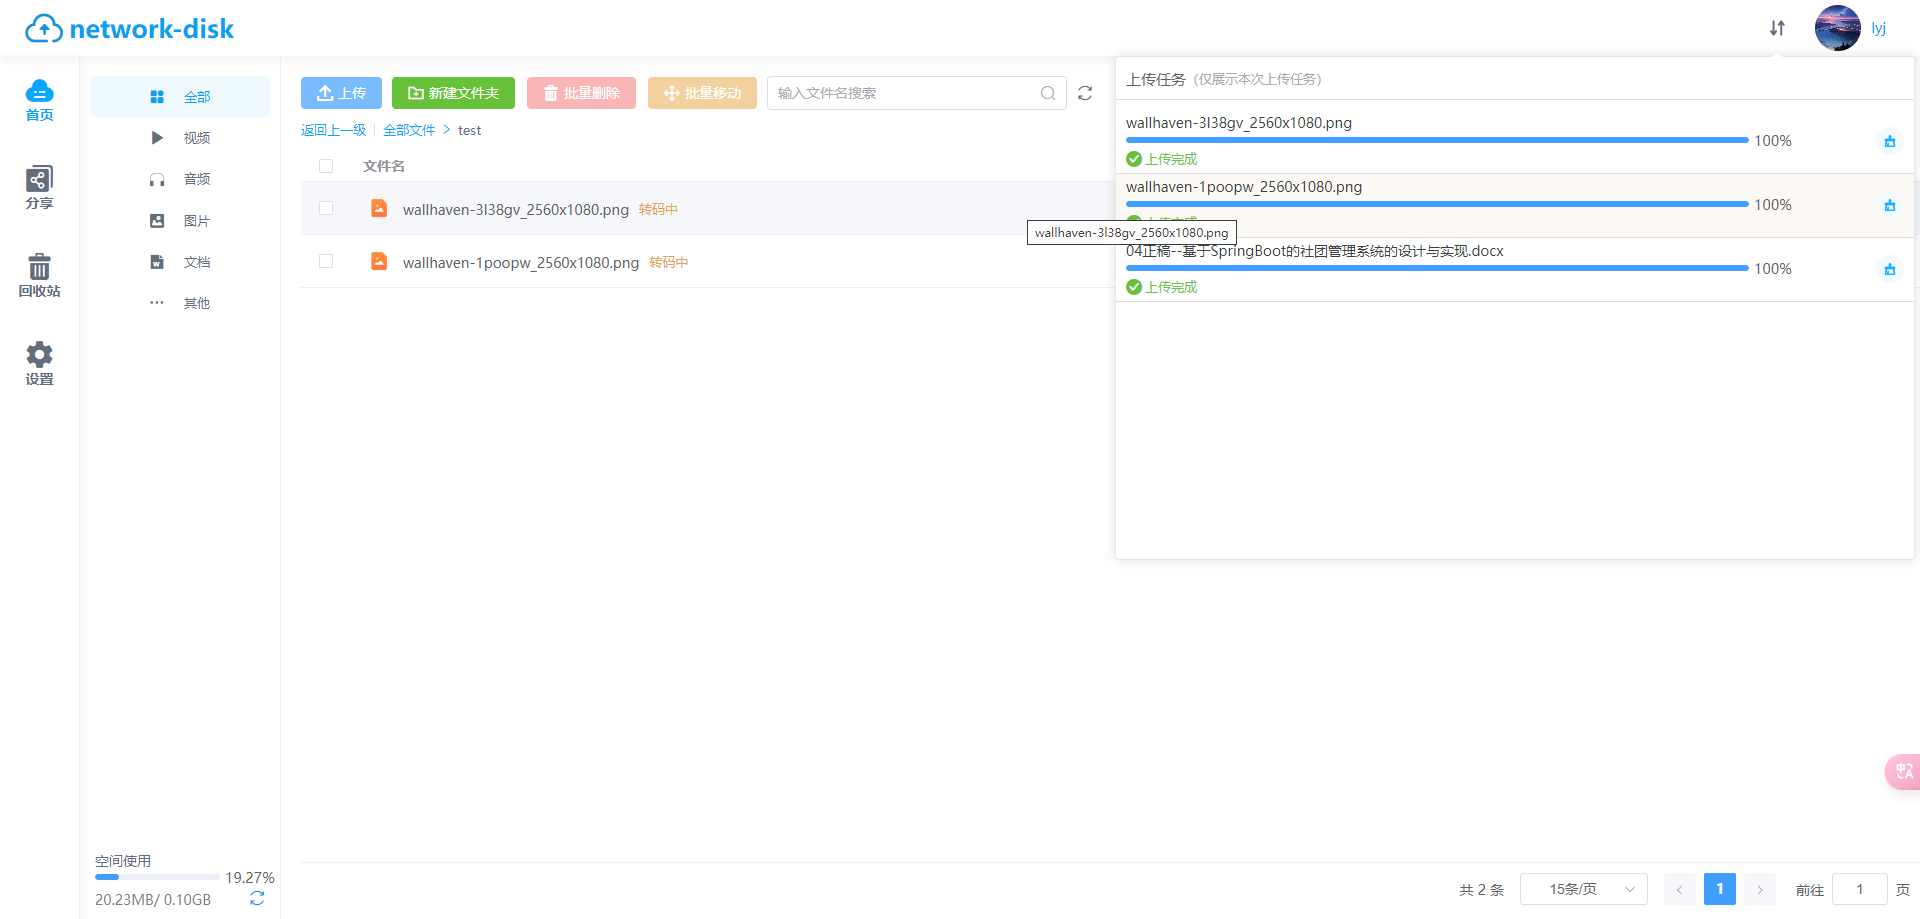 network-disk
lyj
首页
分享
回收站
设置
全部
视频
音频
图片
文档
其他
空间使用
19.27%
20.23MB/ 0.10GB
上传
新建文件夹
批量删除
批量移动
输入文件名搜索
返回上一级
全部文件 > test
文件名
wallhaven-3l38gv_2560x1080.png 转码中
wallhaven-1poopw_2560x1080.png 转码中
上传任务 (仅展示本次上传任务)
wallhaven-3l38gv_2560x1080.png
100%
上传完成
wallhaven-1poopw_2560x1080.png
100%
wallhaven-3l38gv_2560x1080.png
04正稿--基于SpringBoot的社团管理系统的设计与实现.docx
100%
上传完成
共 2 条
15条/页
1
前往 1 页